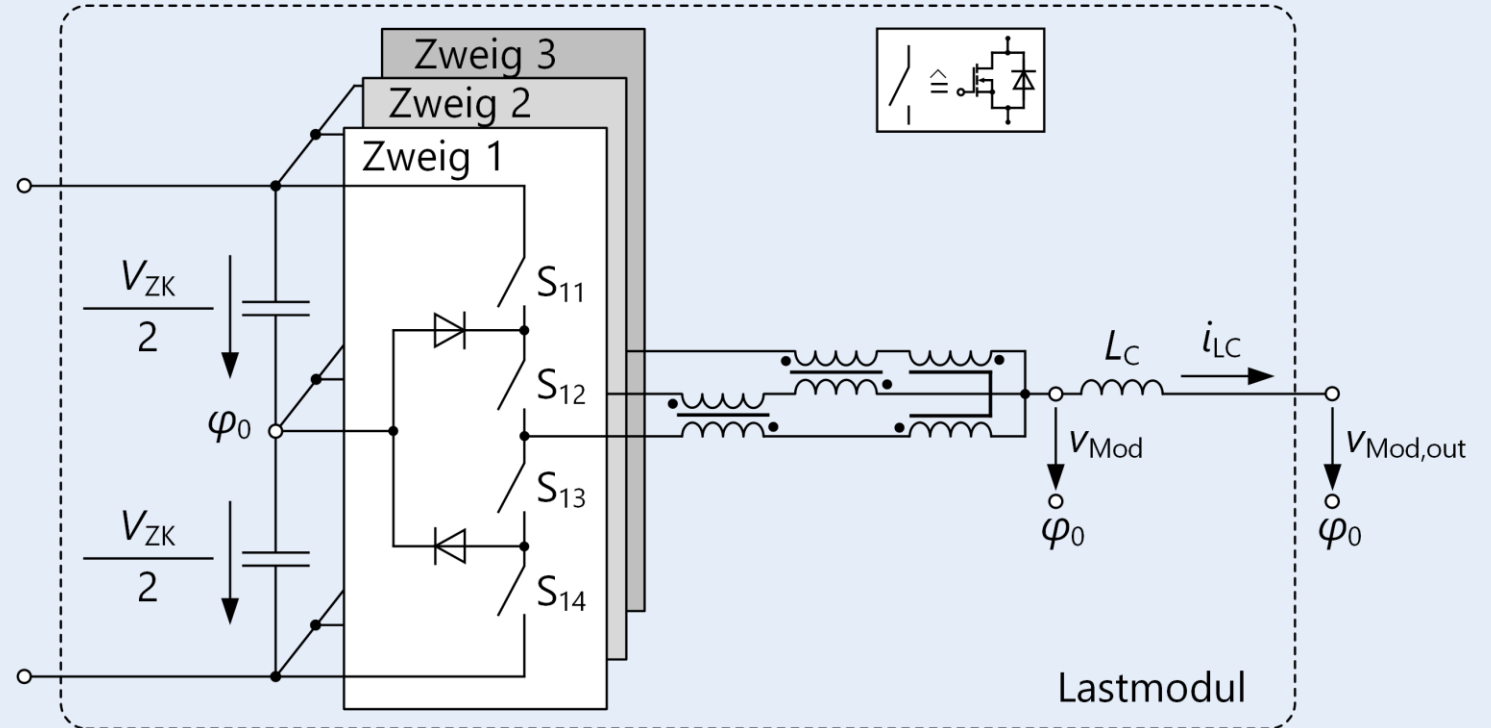 Zweig 3
Zweig 2
Zweig 1
≙
V_ZK
2
φ_0
V_ZK
2
S_11
S_12
S_13
S_14
L_C
i_LC
v_Mod
φ_0
v_Mod,out
φ_0
Lastmodul